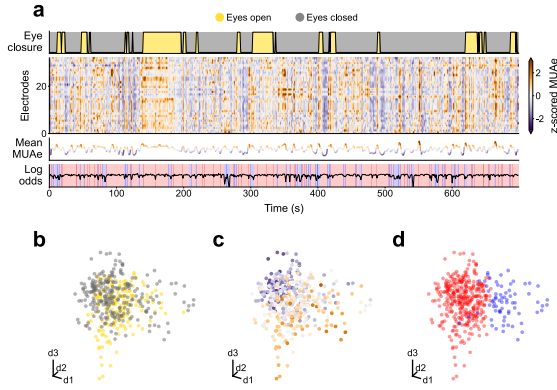 a
Eyes open Eyes closed
Eye closure
Electrodes
20
0
2
0
−2
z-scored MUAe
Mean MUAe
Log odds
0 100 200 300 400 500 600
Time (s)
b c d
d3 d2 d1
d3 d2 d1
d3 d2 d1